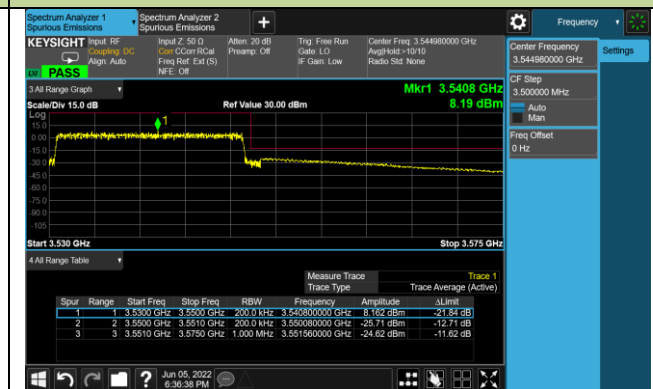 Spectrum Analyzer 1
Spurious Emissions
Spectrum Analyzer 2
Spurious Emissions
Frequency
KEYSIGHT
Input: RF
Coupling: DC
Align: Auto
Input Z: 50 Ω
Corr CCorr RCal
Freq Ref: Ext (S)
NFE: Off
Atten: 20 dB
Preamp: Off
Trig: Free Run
Gate: LO
IF Gain: Low
Center Freq: 3.544980000 GHz
Avg|Hold:>10/10
Radio Std: None
PASS
Center Frequency
3.544980000 GHz
Settings
CF Step
3.500000 MHz
Auto
Man
Freq Offset
0 Hz
3 All Range Graph
Mkr1 3.5408 GHz
Scale/Div 15.0 dB
Ref Value 30.00 dBm
8.19 dBm
Log
1
15.0
0.00
-15.0
-30.0
-45.0
-60.0
-75.0
-90.0
-105
Start 3.530 GHz
Stop 3.575 GHz
4 All Range Table
Measure Trace
Trace 1
Trace Type
Trace Average (Active)
Spur Range Start Freq Stop Freq RBW Frequency Amplitude ΔLimit
1 1 3.5300 GHz 3.5500 GHz 200.0 kHz 3.540800000 GHz 8.162 dBm -21.84 dB
2 2 3.5500 GHz 3.5510 GHz 200.0 kHz 3.550080000 GHz -25.71 dBm -12.71 dB
3 3 3.5510 GHz 3.5750 GHz 1.000 MHz 3.551560000 GHz -24.62 dBm -11.62 dB
Jun 05, 2022
6:36:38 PM